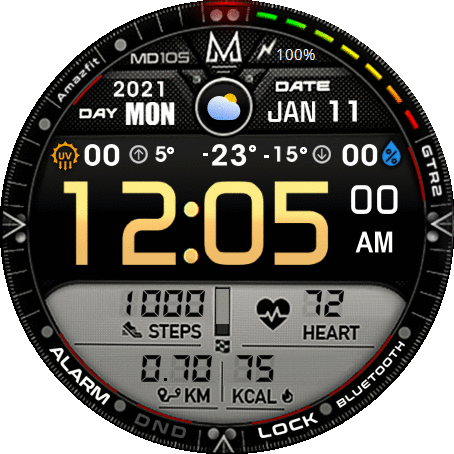 Amazfit
MD105 M 100%
2021 DATE
DAY MON JAN 11
UV 00 5° -23° -15° 00 %
GTR2
12:05 00
AM
1000 72
STEPS HEART
0.70 75
KM KCAL
ALARM DND LOCK BLUETOOTH